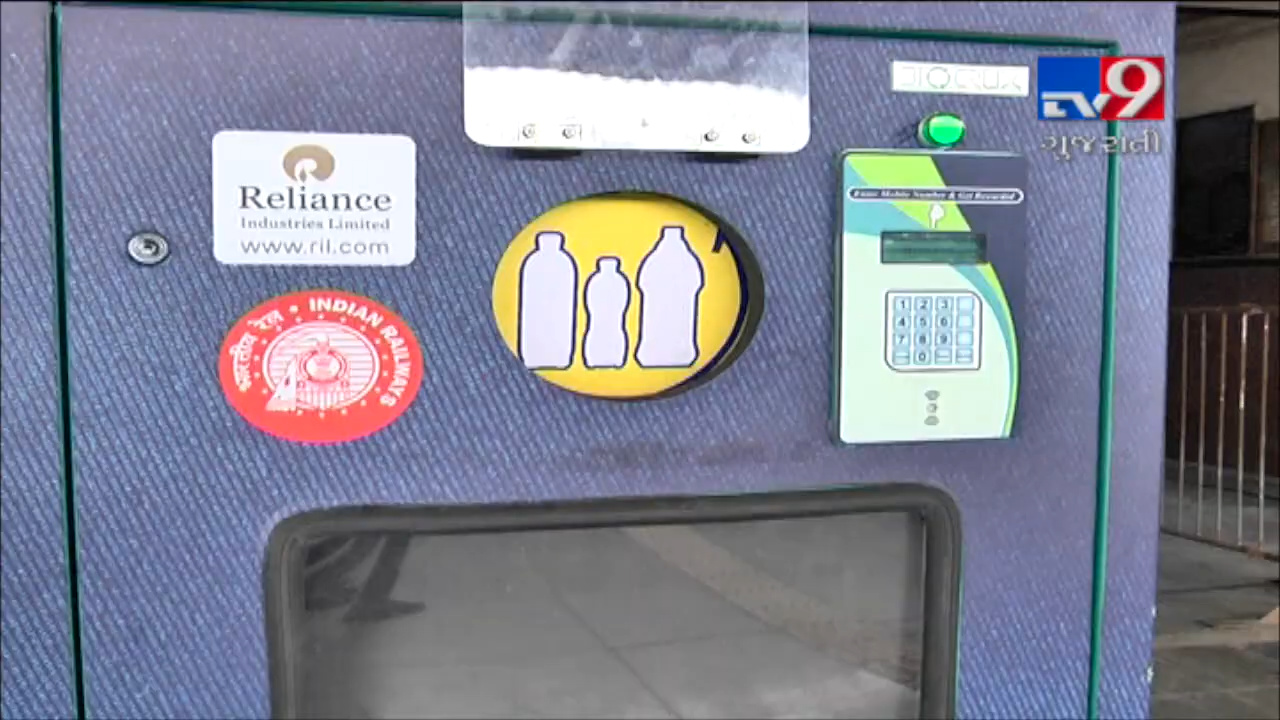 Reliance
Industries Limited
www.ril.com
भारतीय रेल • INDIAN RAILWAYS
Enter Mobile Number & Get Rewarded
1 2 3
4 5 6
7 8 9
0
TV9
ગુજરાતી